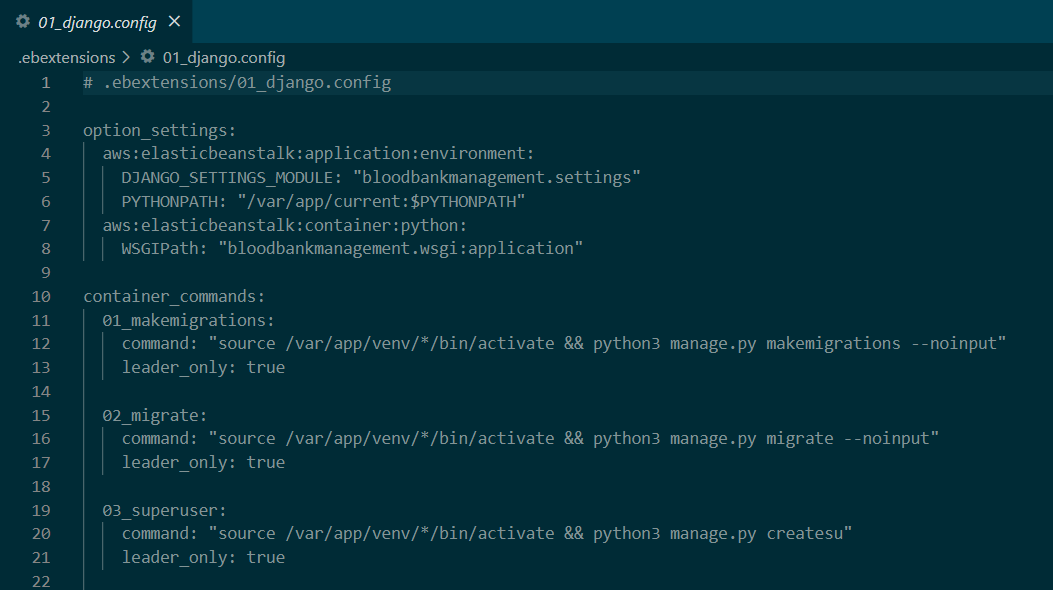 01_django.config
.ebextensions > 01_django.config
1 # .ebextensions/01_django.config
2
3 option_settings:
4   aws:elasticbeanstalk:application:environment:
5     DJANGO_SETTINGS_MODULE: "bloodbankmanagement.settings"
6     PYTHONPATH: "/var/app/current:$PYTHONPATH"
7   aws:elasticbeanstalk:container:python:
8     WSGIPath: "bloodbankmanagement.wsgi:application"
9
10 container_commands:
11   01_makemigrations:
12     command: "source /var/app/venv/*/bin/activate && python3 manage.py makemigrations --noinput"
13     leader_only: true
14
15   02_migrate:
16     command: "source /var/app/venv/*/bin/activate && python3 manage.py migrate --noinput"
17     leader_only: true
18
19   03_superuser:
20     command: "source /var/app/venv/*/bin/activate && python3 manage.py createsu"
21     leader_only: true
22